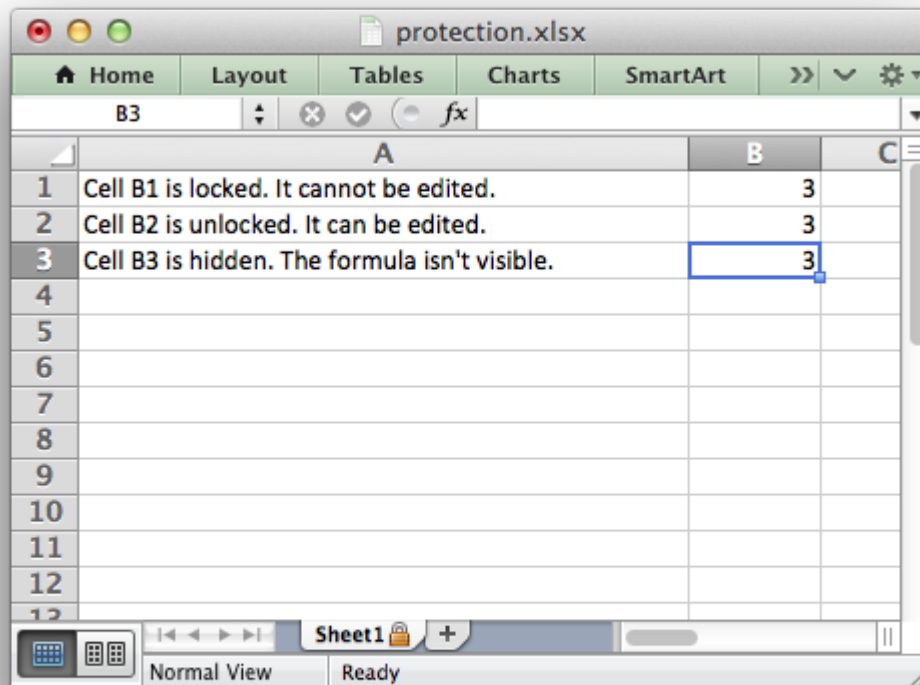 protection.xlsx
Home Layout Tables Charts SmartArt
B3 fx
A B C
1 Cell B1 is locked. It cannot be edited. 3
2 Cell B2 is unlocked. It can be edited. 3
3 Cell B3 is hidden. The formula isn't visible. 3
4
5
6
7
8
9
10
11
12
13
Sheet1 +
Normal View Ready